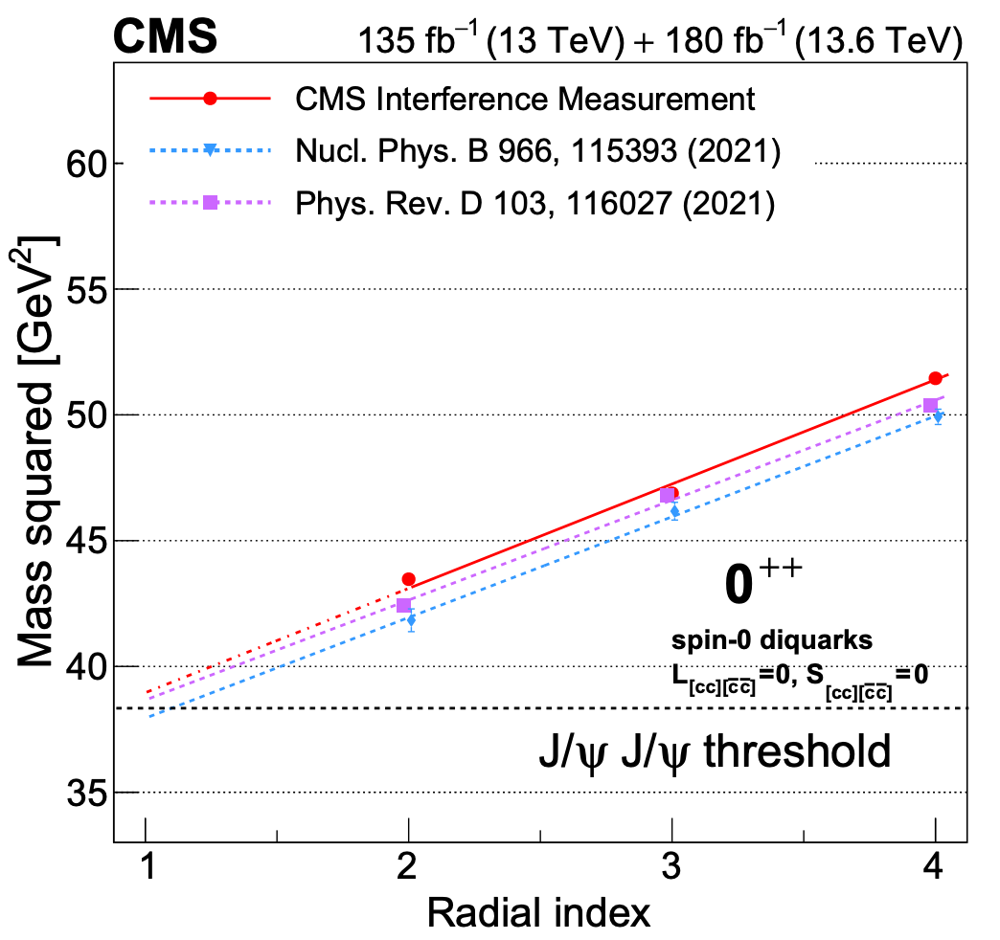 CMS 135 fb⁻¹ (13 TeV) + 180 fb⁻¹ (13.6 TeV)
CMS Interference Measurement
Nucl. Phys. B 966, 115393 (2021)
Phys. Rev. D 103, 116027 (2021)
Mass squared [GeV²]
60
55
50
45
40
35
0⁺⁺
spin-0 diquarks
L[cc][c̅c̅]=0, S[cc][c̅c̅]=0
J/ψ J/ψ threshold
1 2 3 4
Radial index